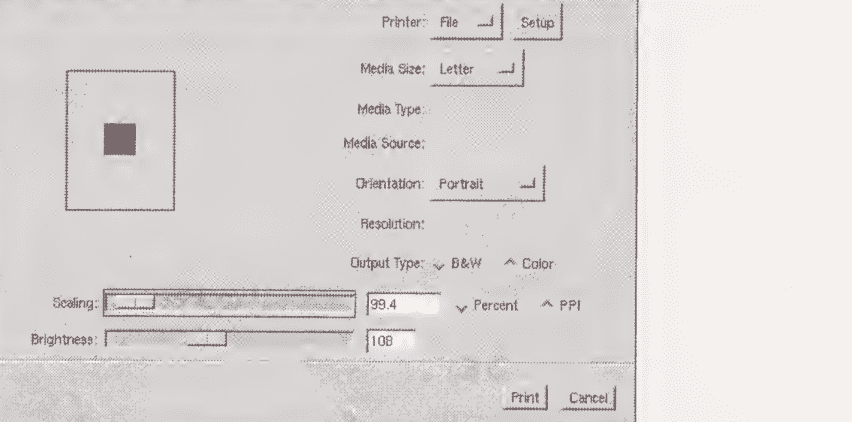 Printer: File Setup
Media Size: Letter
Media Type:
Media Source:
Orientation: Portrait
Resolution:
Output Type: B&W Color
Scaling: 99.4 Percent PPI
Brightness: 108
Print Cancel